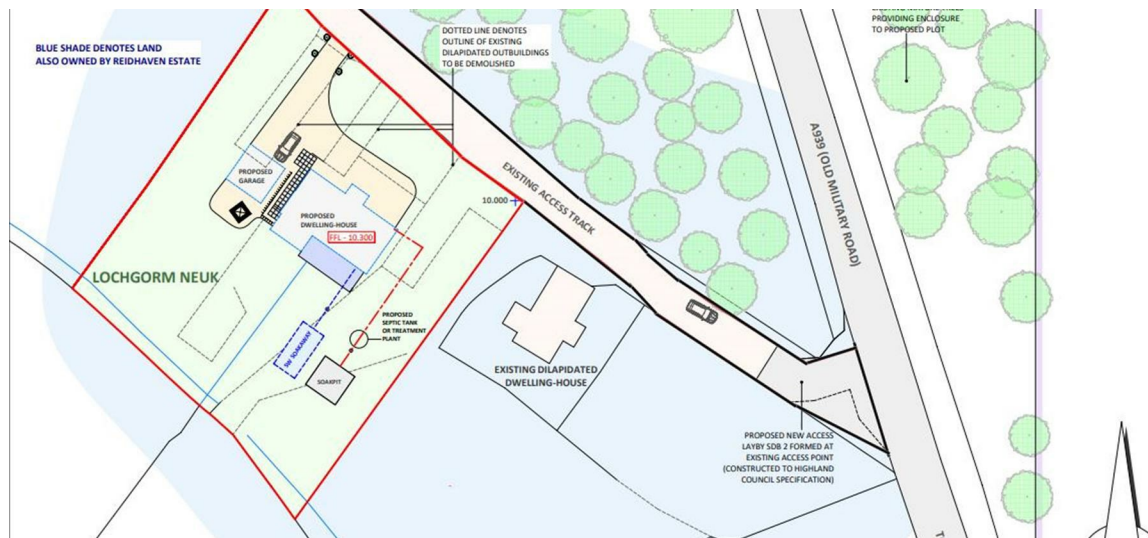 BLUE SHADE DENOTES LAND
ALSO OWNED BY REIDHAVEN ESTATE
DOTTED LINE DENOTES
OUTLINE OF EXISTING
DILAPIDATED OUTBUILDINGS
TO BE DEMOLISHED
PROVIDING ENCLOSURE
TO PROPOSED PLOT
PROPOSED
GARAGE
10.000
PROPOSED
DWELLING-HOUSE
FFL - 10.300
EXISTING ACCESS TRACK
A939 (OLD MILITARY ROAD)
LOCHGORM NEUK
PROPOSED
SEPTIC TANK
OR TREATMENT
PLANT
SW SOAKAWAY
SOAKPIT
EXISTING DILAPIDATED
DWELLING-HOUSE
PROPOSED NEW ACCESS
LAYBY SDB 2 FORMED AT
EXISTING ACCESS POINT
(CONSTRUCTED TO HIGHLAND
COUNCIL SPECIFICATION)